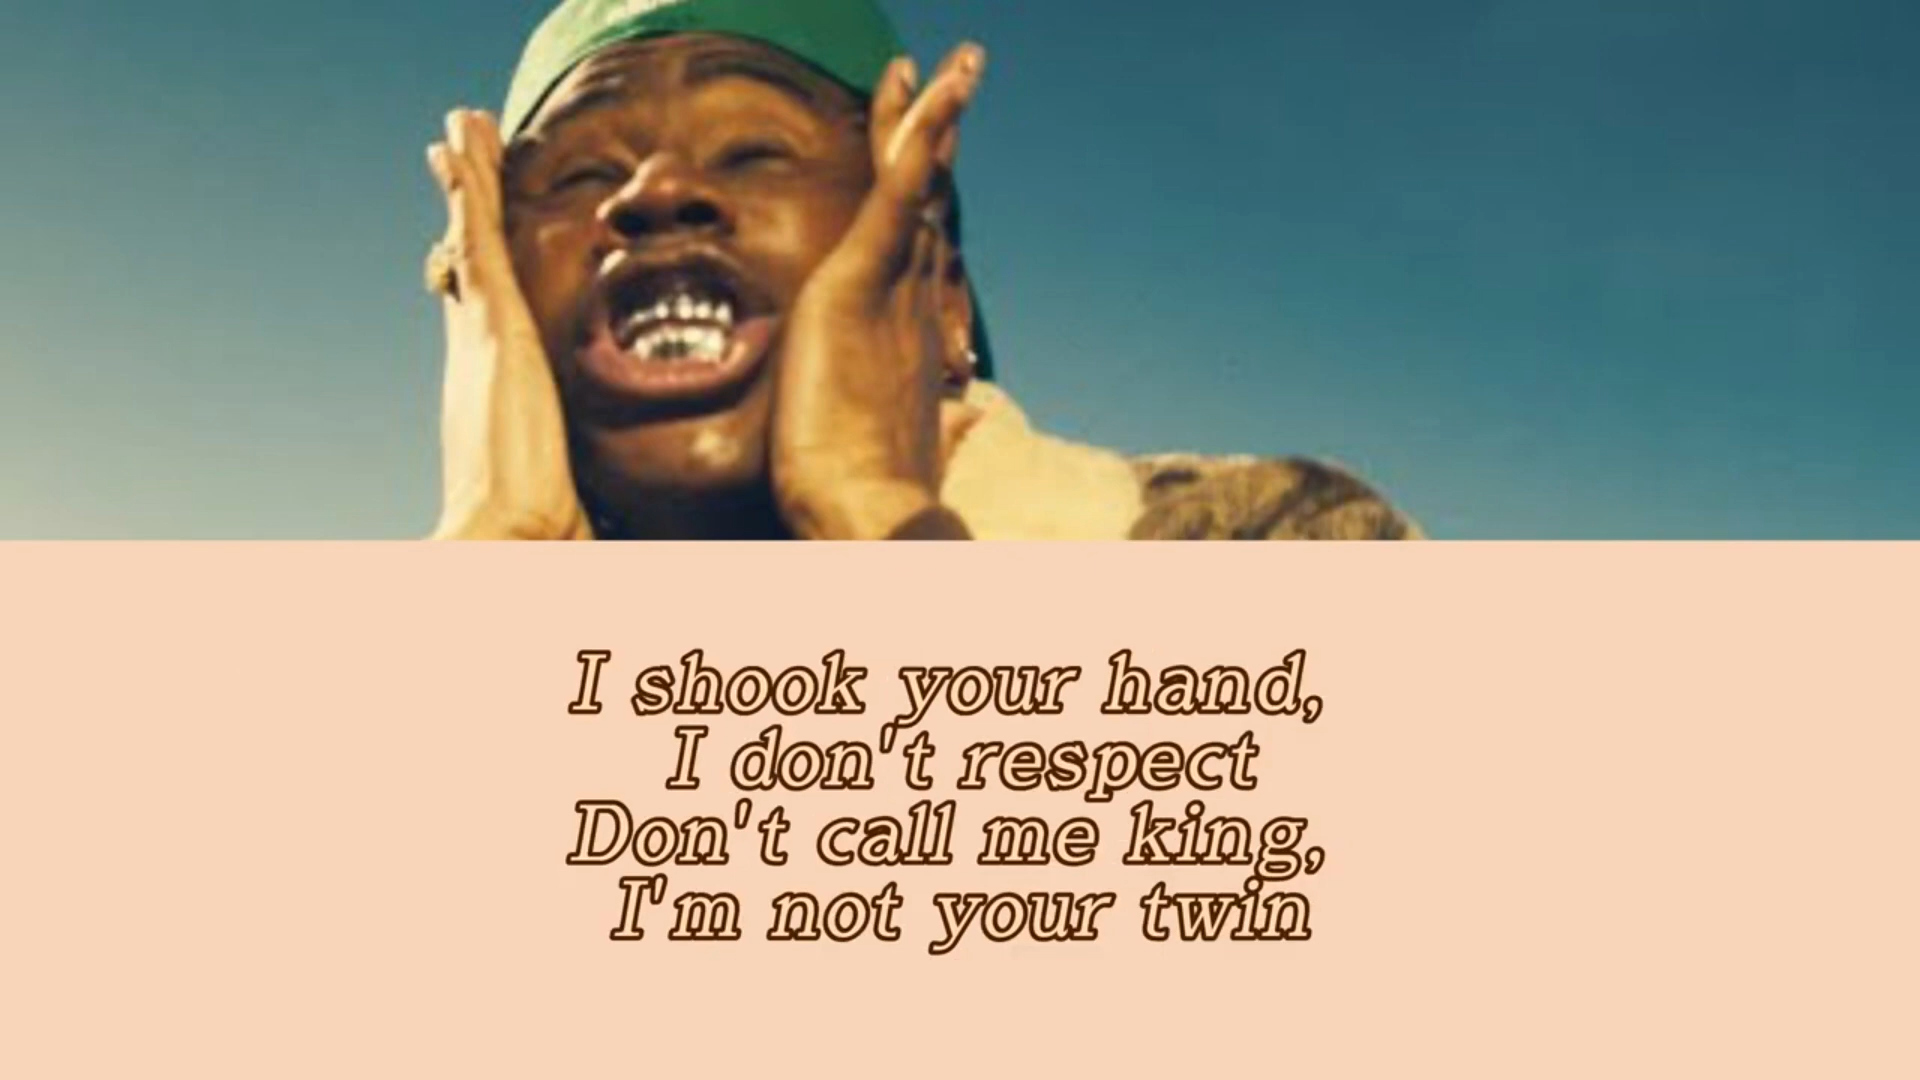 I shook your hand,
I don't respect
Don't call me king,
I'm not your twin